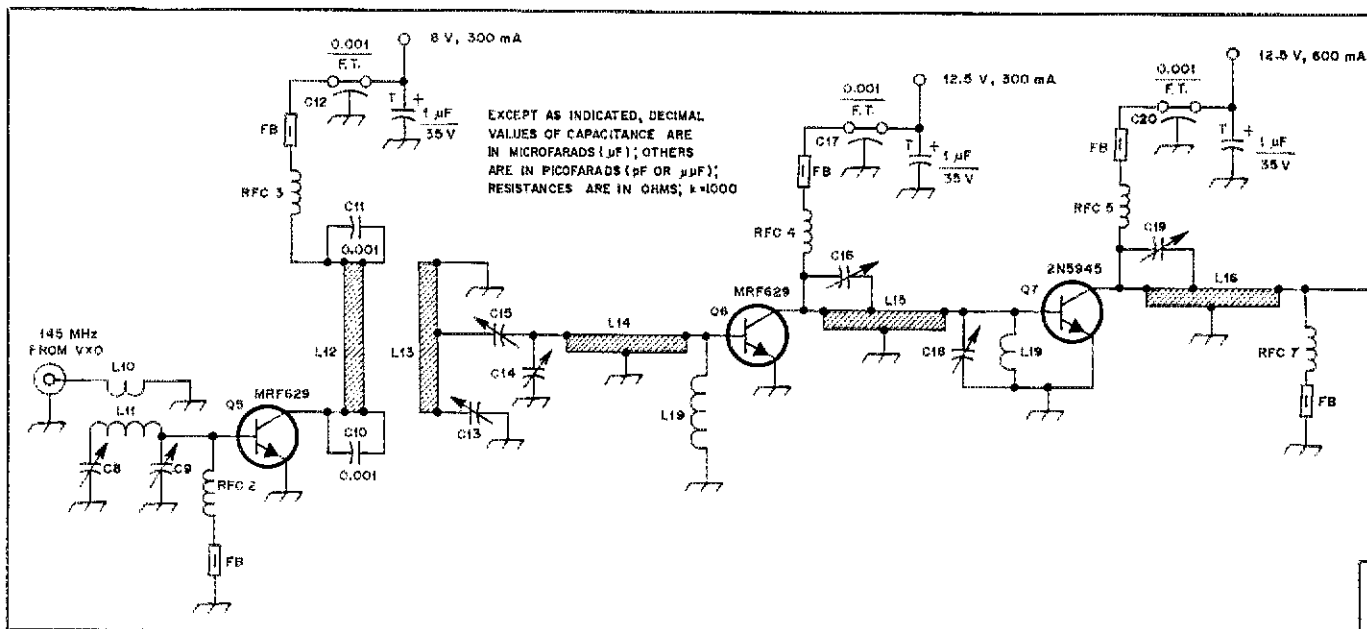 8 V, 300 mA
0.001
F.T.
C12
T +
1 µF
35 V
FB
RFC 3
EXCEPT AS INDICATED, DECIMAL
VALUES OF CAPACITANCE ARE
IN MICROFARADS (µF); OTHERS
ARE IN PICOFARADS (pF OR µµF);
RESISTANCES ARE IN OHMS; k=1000
12.5 V, 300 mA
0.001
F.T.
C17
T +
1 µF
35 V
FB
RFC 4
12.5 V, 600 mA
0.001
F.T.
C20
T +
1 µF
35 V
FB
RFC 5
C11
0.001
L12
L13
C15
C14
C13
L14
Q6
MRF629
L19
C16
L15
C18
L19
Q7
2N5945
C19
L16
RFC 7
FB
145 MHz
FROM VXO
L10
L11
C8
C9
Q5
MRF629
RFC 2
FB
C10
0.001